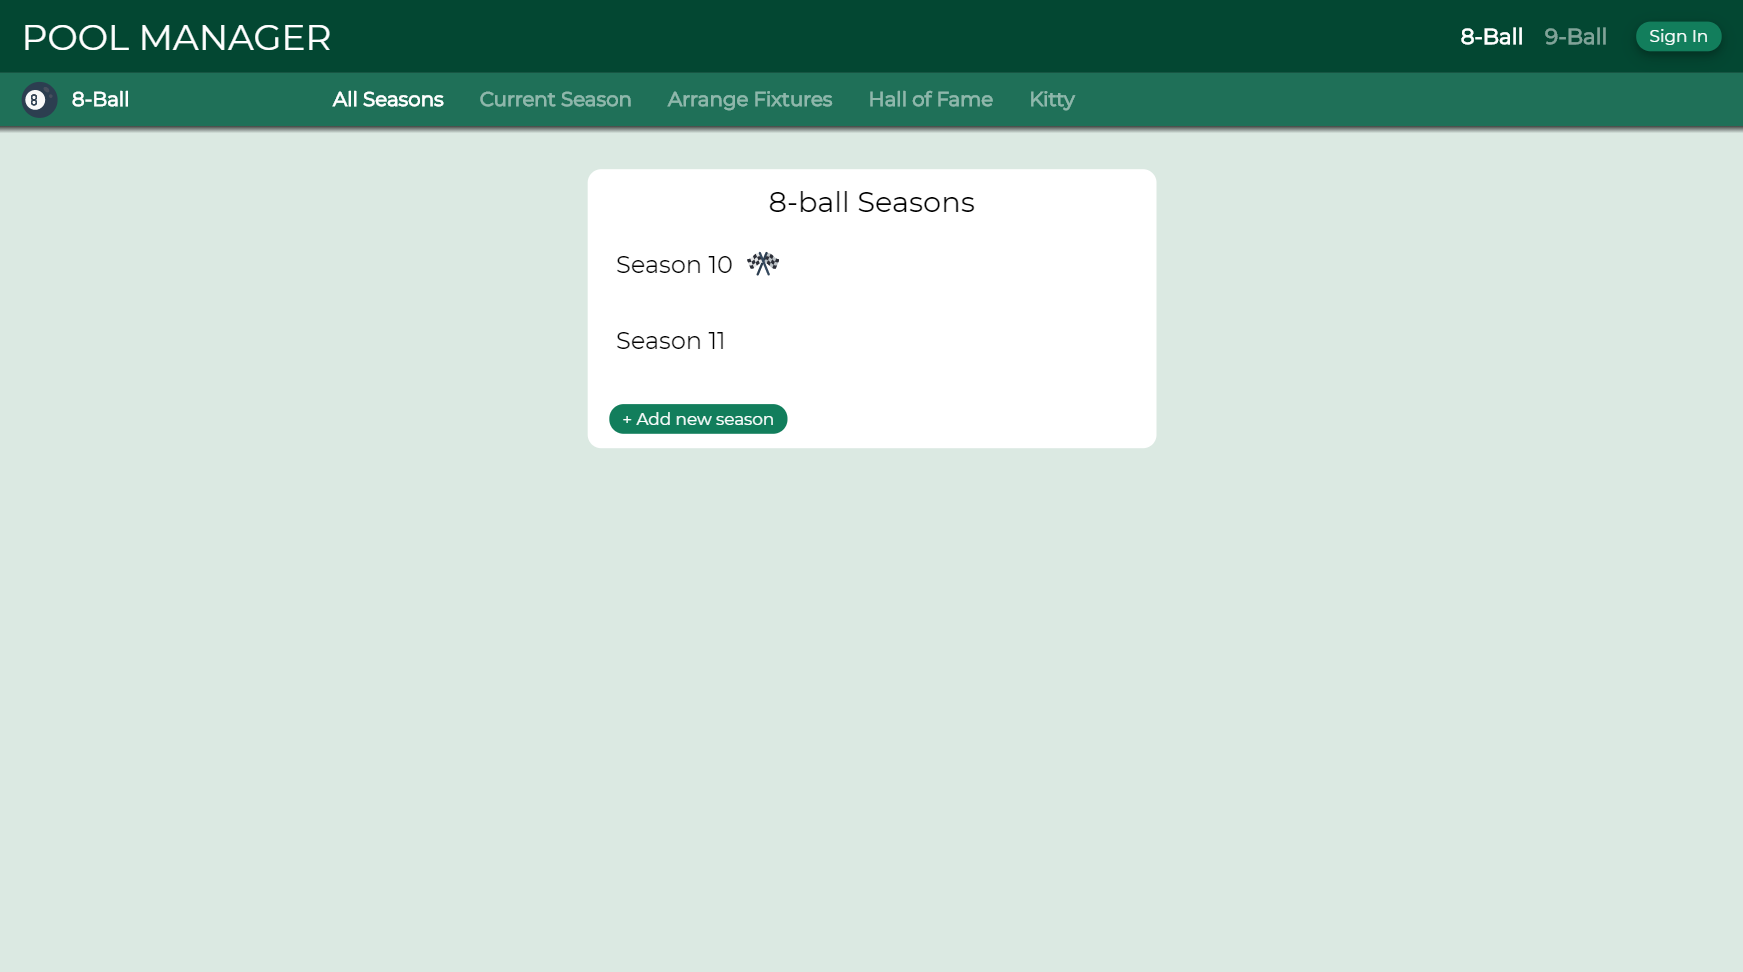 POOL MANAGER
8-Ball 9-Ball Sign In
8 8-Ball All Seasons Current Season Arrange Fixtures Hall of Fame Kitty
8-ball Seasons
Season 10
Season 11
+ Add new season